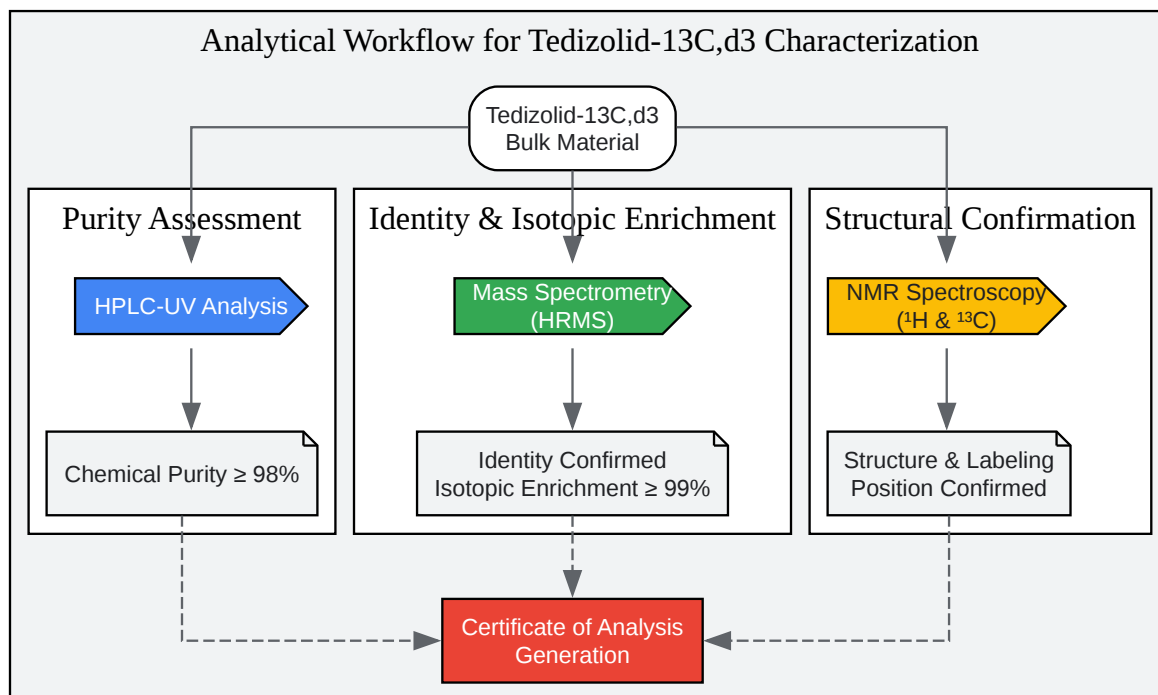 Analytical Workflow for Tedizolid-13C,d3 Characterization
Tedizolid-13C,d3
Bulk Material
Purity Assessment
HPLC-UV Analysis
Chemical Purity ≥ 98%
Identity & Isotopic Enrichment
Mass Spectrometry
(HRMS)
Identity Confirmed
Isotopic Enrichment ≥ 99%
Structural Confirmation
NMR Spectroscopy
(¹H & ¹³C)
Structure & Labeling
Position Confirmed
Certificate of Analysis
Generation